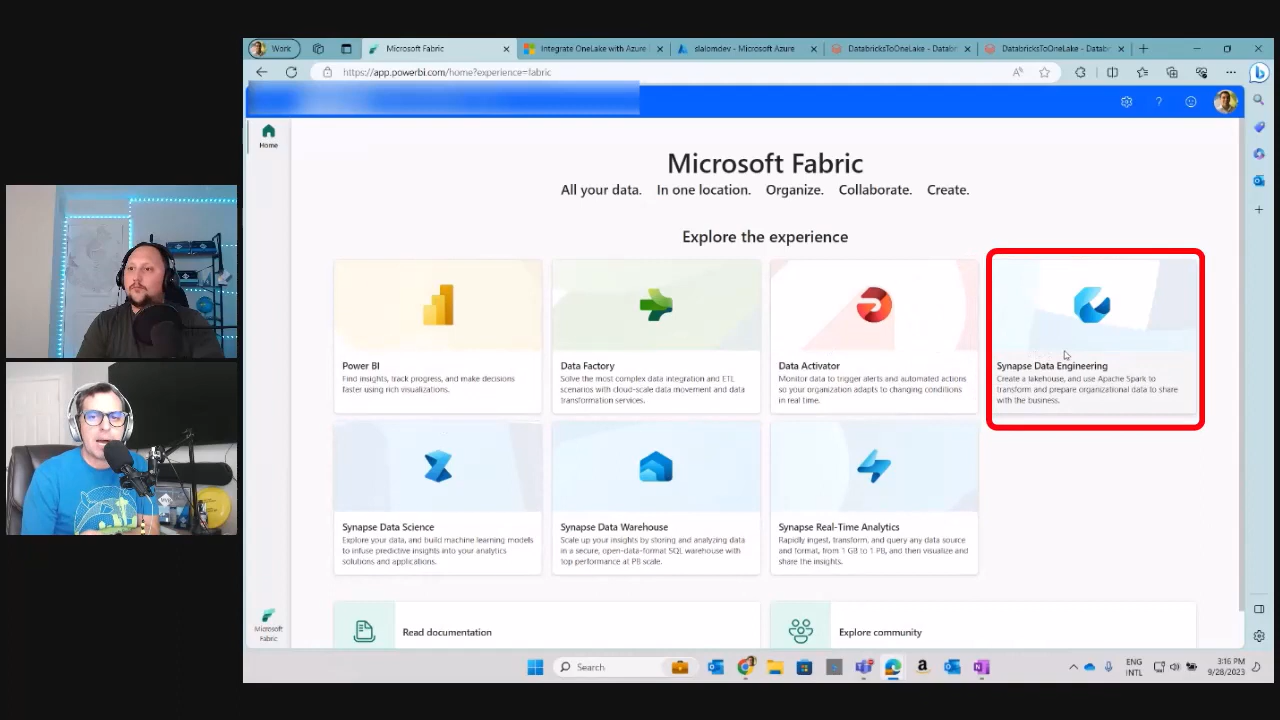 Work
Microsoft Fabric
Integrate OneLake with Azure
slalomdev - Microsoft Azure
DatabricksToOneLake - Databr
DatabricksToOneLake - Databr
https://app.powerbi.com/home?experience=fabric
Home
Microsoft Fabric
All your data. In one location. Organize. Collaborate. Create.
Explore the experience
Power BI
Find insights, track progress, and make decisions
faster using rich visualizations.
Data Factory
Solve the most complex data integration and ETL
scenarios with cloud-scale data movement and data
transformation services.
Data Activator
Monitor data to trigger alerts and automated actions
so your organization adapts to changing conditions
in real time.
Synapse Data Engineering
Create a lakehouse, and use Apache Spark to
transform and prepare organizational data to share
with the business.
Synapse Data Science
Explore your data, and build machine learning models
to infuse predictive insights into your analytics
solutions and applications.
Synapse Data Warehouse
Scale up your insights by storing and analyzing data
in a secure, open-data-format SQL warehouse with
top performance at PB scale.
Synapse Real-Time Analytics
Rapidly ingest, transform, and query any data source
and format, from 1 GB to 1 PB, and then visualize and
share the insights.
Microsoft
Fabric
Read documentation
Explore community
Search
ENG
INTL
3:16 PM
9/28/2023